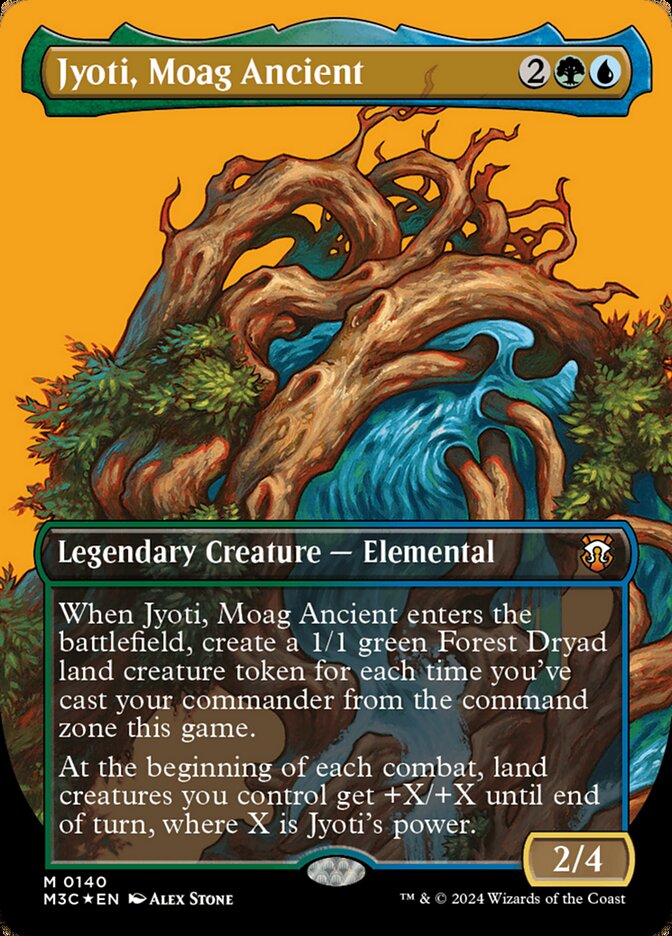 Jyoti, Moag Ancient 2
Legendary Creature — Elemental
When Jyoti, Moag Ancient enters the
battlefield, create a 1/1 green Forest Dryad
land creature token for each time you've
cast your commander from the command
zone this game.
At the beginning of each combat, land
creatures you control get +X/+X until end
of turn, where X is Jyoti's power.
2/4
M 0140
M3C★EN Alex Stone
™ & © 2024 Wizards of the Coast